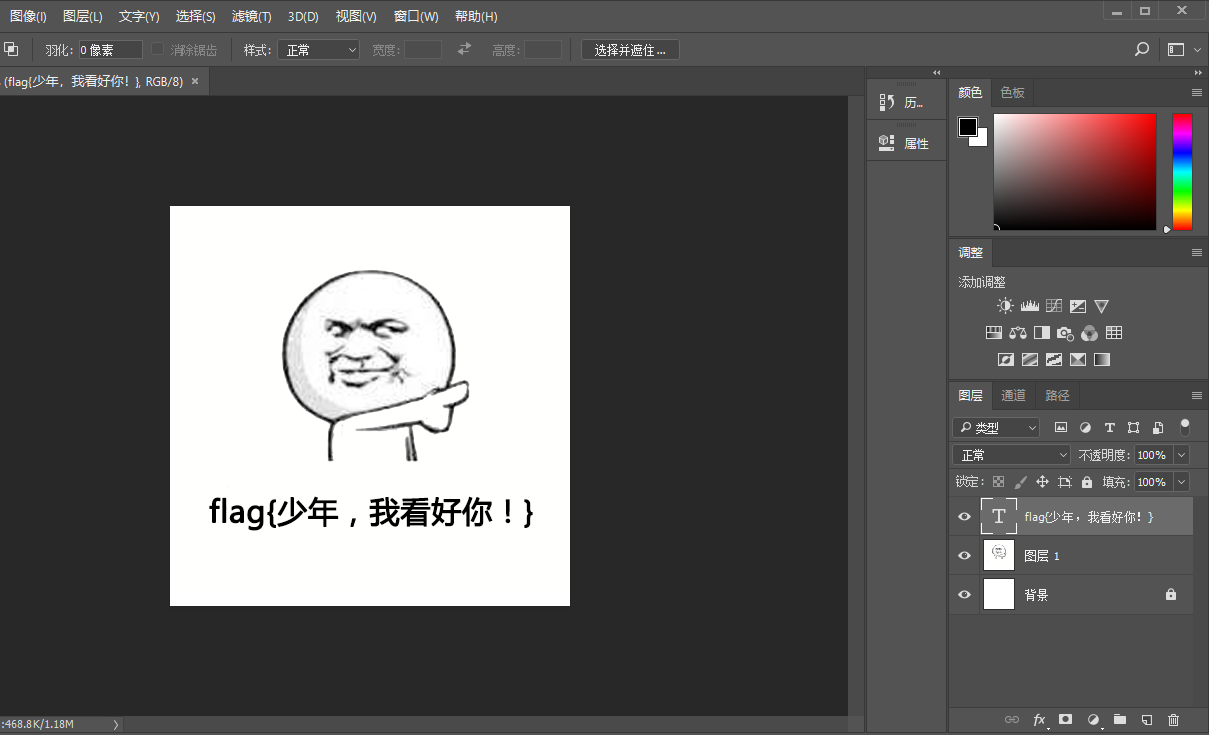 图像(I) 图层(L) 文字(Y) 选择(S) 滤镜(T) 3D(D) 视图(V) 窗口(W) 帮助(H)
羽化: 0 像素 消除锯齿 样式: 正常 宽度: 高度: 选择并遮住 ...
(flag{少年，我看好你！}, RGB/8) ×
历...
属性
颜色 色板
调整
添加调整
图层 通道 路径
类型
正常 不透明度: 100%
锁定: 填充: 100%
T flag{少年，我看好你！}
图层 1
背景
flag{少年，我看好你！}
:468.8K/1.18M
fx